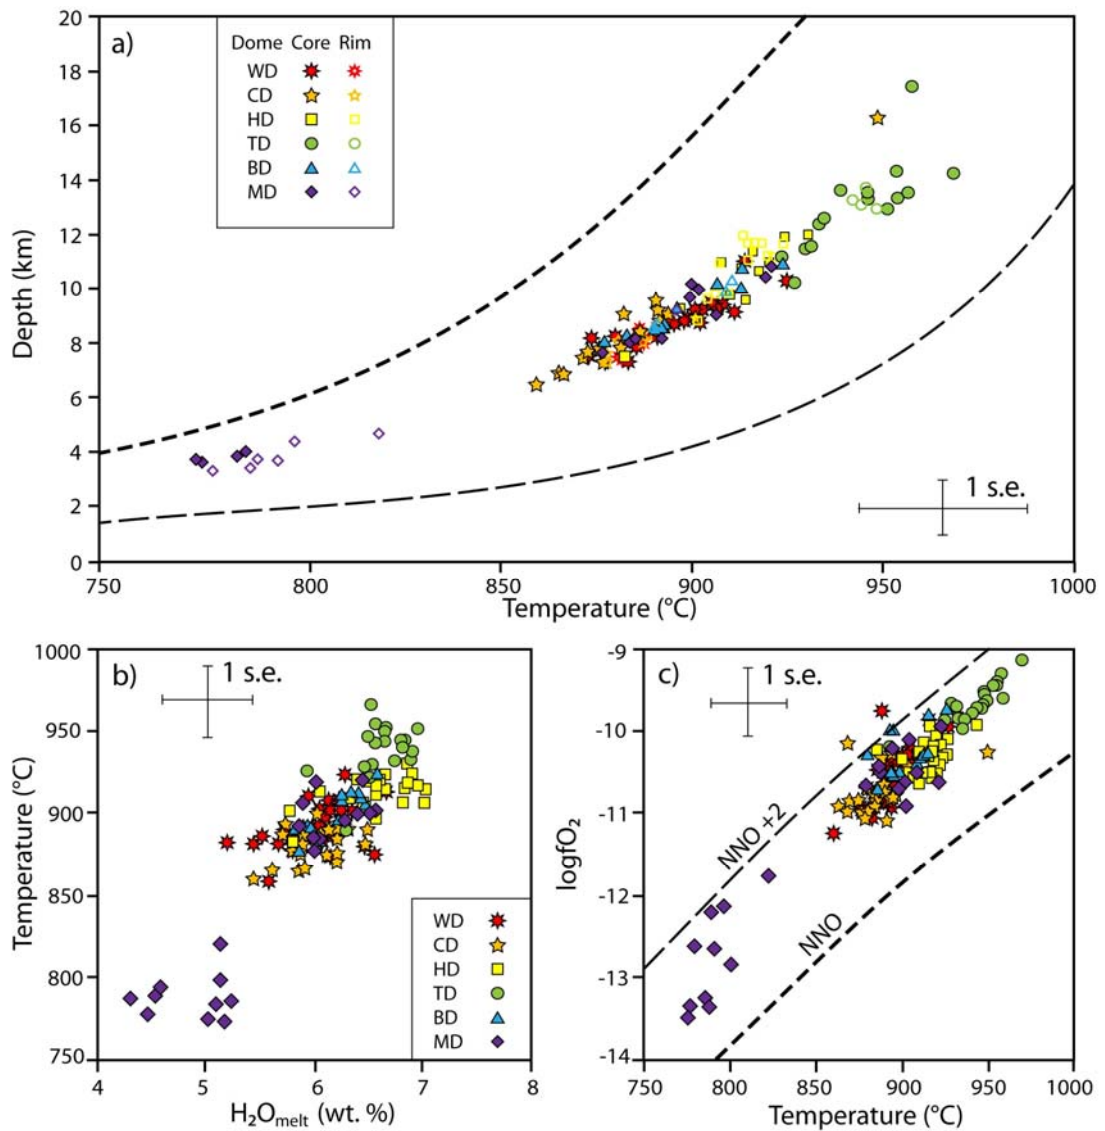 a)
Dome Core Rim
WD
CD
HD
TD
BD
MD
20
18
16
14
12
10
8
6
4
2
0
Depth (km)
1 s.e.
750 800 850 900 950 1000
Temperature (°C)
b)
1 s.e.
1000
950
900
850
800
750
Temperature (°C)
WD
CD
HD
TD
BD
MD
4 5 6 7 8
H₂Omelt (wt. %)
c)
1 s.e.
-9
-10
-11
-12
-13
-14
logfO₂
NNO +2
NNO
750 800 850 900 950 1000
Temperature (°C)